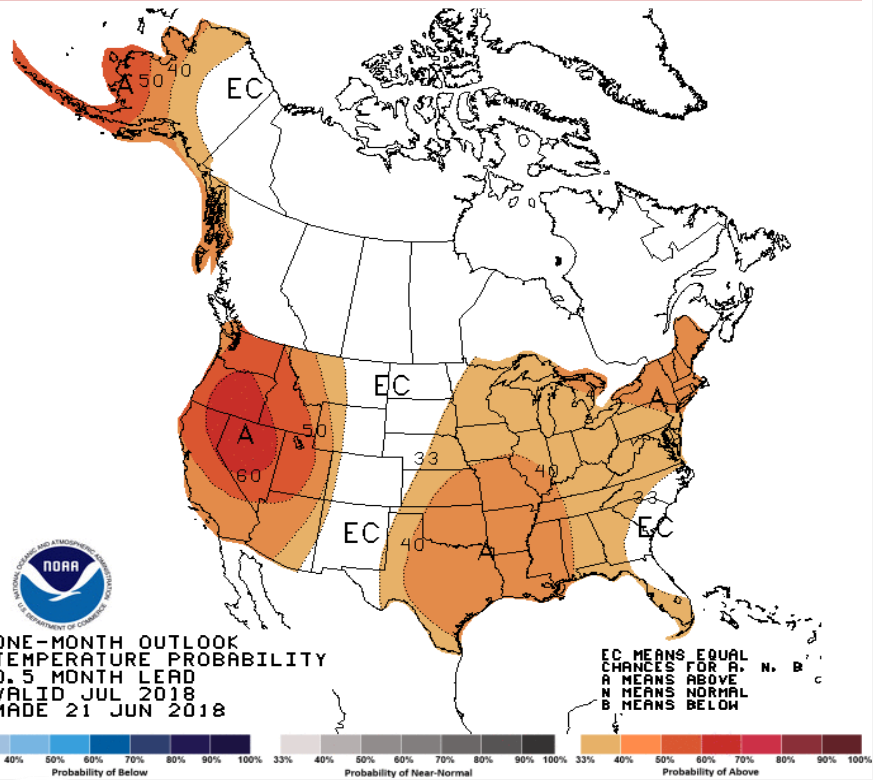 A 50 40 EC
EC
A 50
60
33
40
A
33
EC
40
A
EC
A
NATIONAL OCEANIC AND ATMOSPHERIC ADMINISTRATION
NOAA
U.S. DEPARTMENT OF COMMERCE
ONE-MONTH OUTLOOK
TEMPERATURE PROBABILITY
0.5 MONTH LEAD
VALID JUL 2018
MADE 21 JUN 2018
EC MEANS EQUAL
CHANCES FOR A, N, B
A MEANS ABOVE
N MEANS NORMAL
B MEANS BELOW
40% 50% 60% 70% 80% 90% 100%
Probability of Below
33% 40% 50% 60% 70% 80% 90% 100%
Probability of Near-Normal
33% 40% 50% 60% 70% 80% 90% 100%
Probability of Above